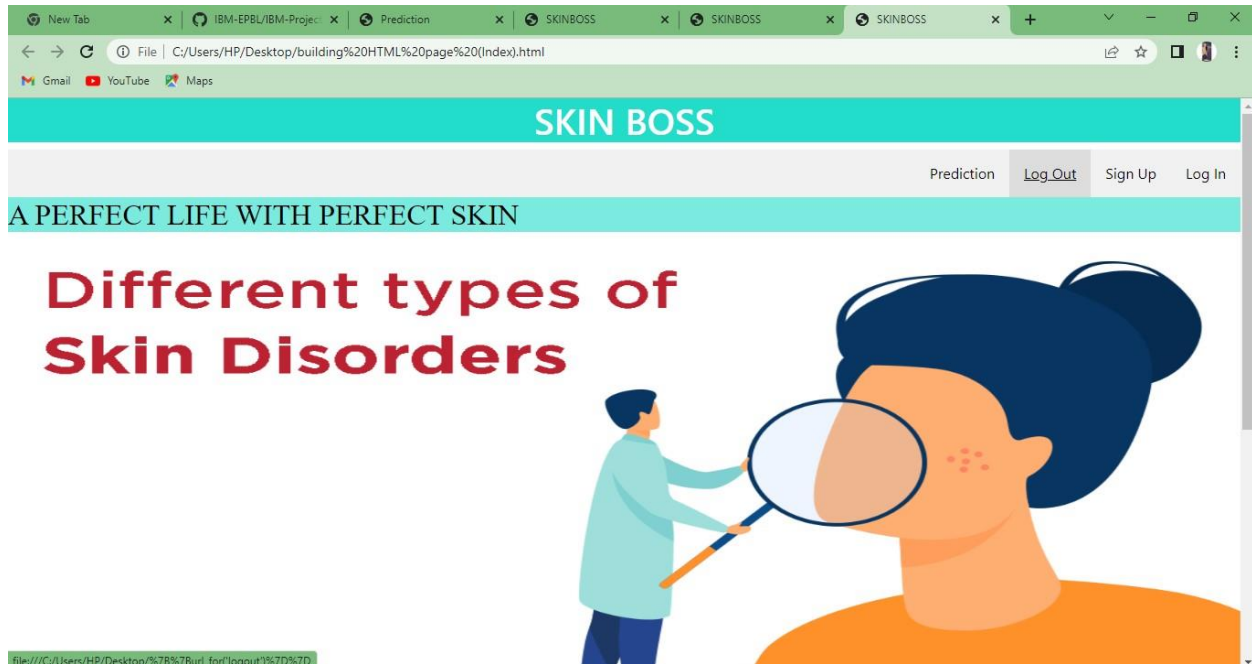 New Tab
IBM-EPBL/IBM-Project
Prediction
SKINBOSS
SKINBOSS
SKINBOSS
File | C:/Users/HP/Desktop/building%20HTML%20page%20(Index).html
Gmail YouTube Maps
SKIN BOSS
Prediction Log Out Sign Up Log In
A PERFECT LIFE WITH PERFECT SKIN
Different types of
Skin Disorders
file:///C:/Users/HP/Desktop/%7B%7Burl_for('logout')%7D%7D